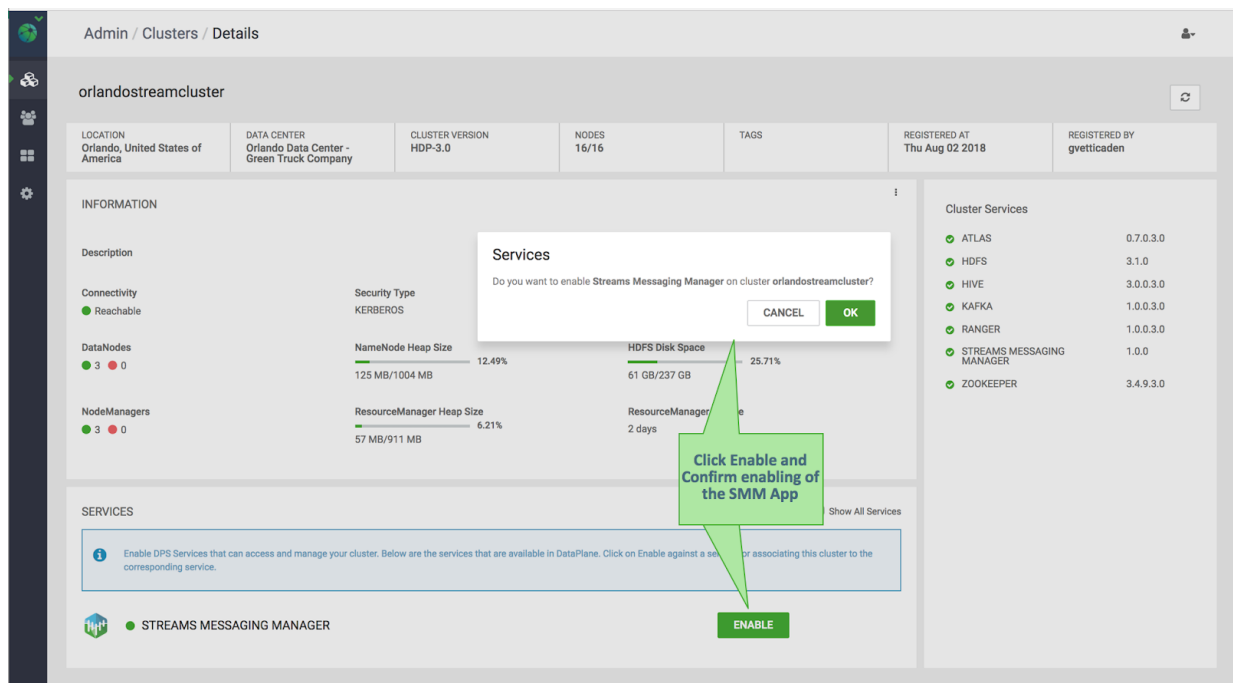 Admin / Clusters / Details
orlandostreamcluster
LOCATION
Orlando, United States of
America
DATA CENTER
Orlando Data Center -
Green Truck Company
CLUSTER VERSION
HDP-3.0
NODES
16/16
TAGS
REGISTERED AT
Thu Aug 02 2018
REGISTERED BY
gvetticaden
INFORMATION
Description
Connectivity
Reachable
Security Type
KERBEROS
DataNodes
3 0
NameNode Heap Size
12.49%
125 MB/1004 MB
HDFS Disk Space
25.71%
61 GB/237 GB
NodeManagers
3 0
ResourceManager Heap Size
6.21%
57 MB/911 MB
ResourceManager
2 days
Services
Do you want to enable Streams Messaging Manager on cluster orlandostreamcluster?
CANCEL
OK
Click Enable and
Confirm enabling of
the SMM App
Cluster Services
ATLAS 0.7.0.3.0
HDFS 3.1.0
HIVE 3.0.0.3.0
KAFKA 1.0.0.3.0
RANGER 1.0.0.3.0
STREAMS MESSAGING 1.0.0
MANAGER
ZOOKEEPER 3.4.9.3.0
SERVICES
Show All Services
Enable DPS Services that can access and manage your cluster. Below are the services that are available in DataPlane. Click on Enable against a associating this cluster to the
corresponding service.
STREAMS MESSAGING MANAGER
ENABLE